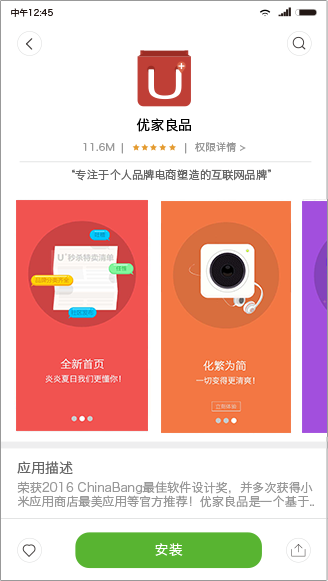 中午12:45
优家良品
11.6M | ★★★★★ | 权限详情 >
“专注于个人品牌电商塑造的互联网品牌”
U+秒杀特卖清单
全新首页
炎炎夏日我们更懂你！
化繁为简
一切变得更清爽！
立即体验
应用描述
荣获2016 ChinaBang最佳软件设计奖，并多次获得小
米应用商店最美应用等官方推荐！优家良品是一个基于..
安装